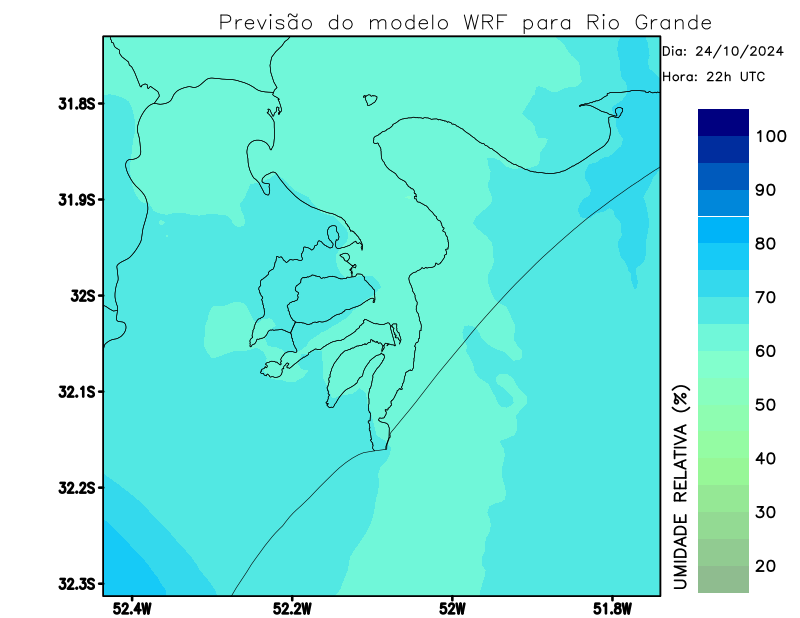 Previsão do modelo WRF para Rio Grande
Dia: 24/10/2024
Hora: 22h UTC
31.8S
31.9S
32S
32.1S
32.2S
32.3S
52.4W
52.2W
52W
51.8W
100
90
80
70
60
50
40
30
20
UMIDADE RELATIVA (%)